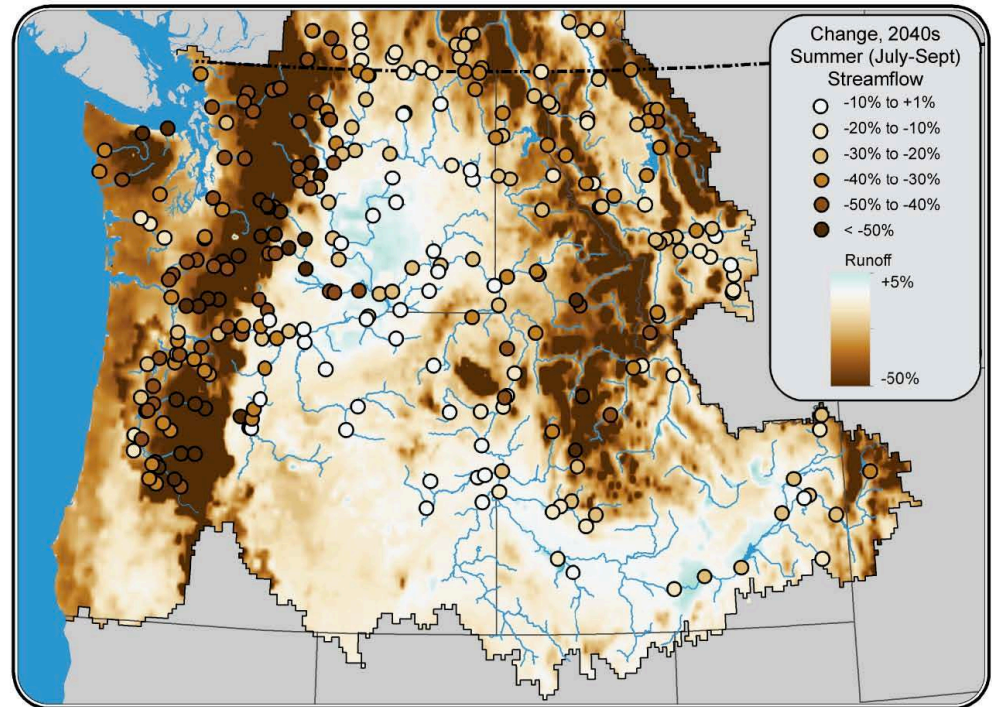 Change, 2040s
Summer (July-Sept)
Streamflow
-10% to +1%
-20% to -10%
-30% to -20%
-40% to -30%
-50% to -40%
< -50%
Runoff
+5%
-50%